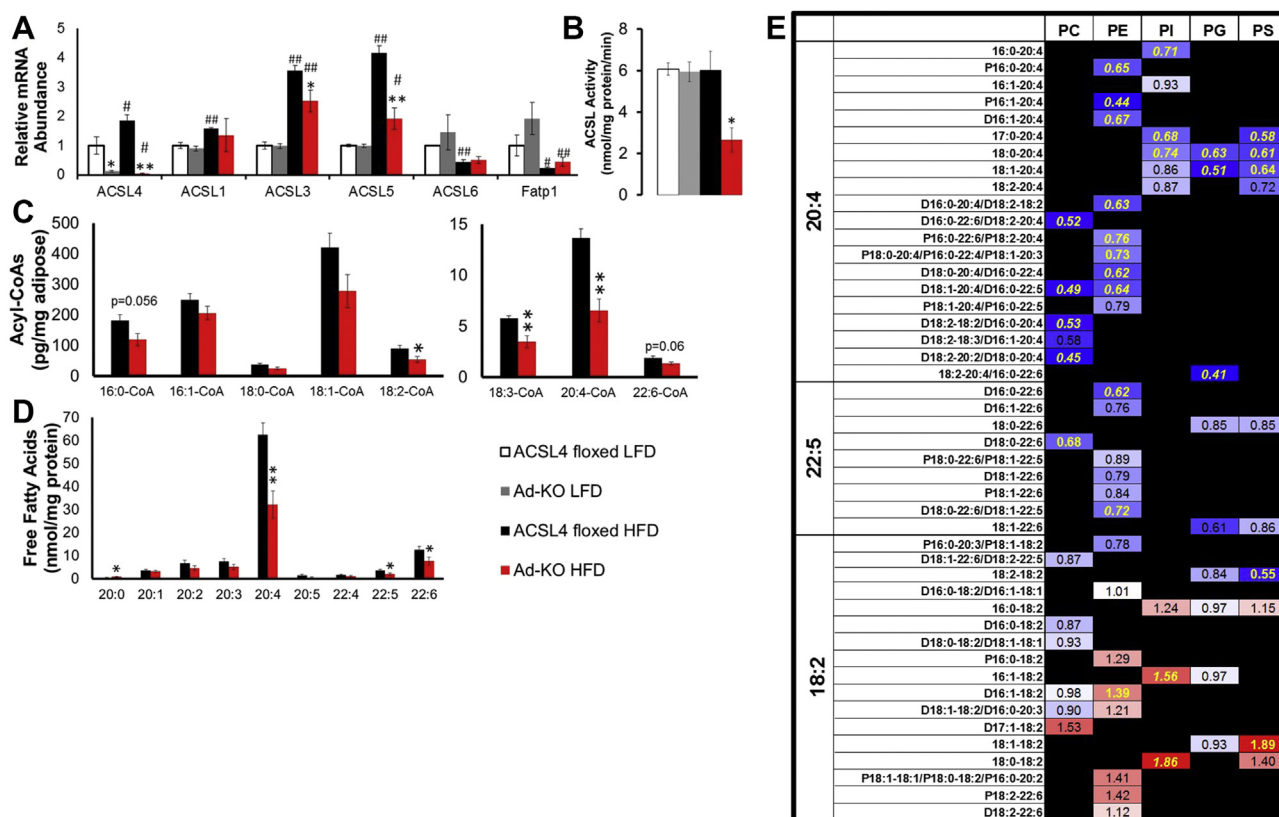 A
Relative mRNA
Abundance
5
4
3
2
1
0
#
*
#
**
##
##
##
*
##
#
**
##
#
##
ACSL4 ACSL1 ACSL3 ACSL5 ACSL6 Fatp1
B
ACSL Activity
(nmol/mg protein/min)
8
6
4
2
0
*
C
Acyl-CoAs
(pg/mg adipose)
500
400
300
200
100
0
p=0.056
*
16:0-CoA 16:1-CoA 18:0-CoA 18:1-CoA 18:2-CoA
15
10
5
0
**
**
p=0.06
18:3-CoA 20:4-CoA 22:6-CoA
D
Free Fatty Acids
(nmol/mg protein)
70
60
50
40
30
20
10
0
*
**
*
*
20:0 20:1 20:2 20:3 20:4 20:5 22:4 22:5 22:6
ACSL4 floxed LFD
Ad-KO LFD
ACSL4 floxed HFD
Ad-KO HFD
E
PC PE PI PG PS
20:4
16:0-20:4 0.71
P16:0-20:4 0.65
16:1-20:4 0.93
P16:1-20:4 0.44
D16:1-20:4 0.67
17:0-20:4 0.68 0.58
18:0-20:4 0.74 0.63 0.61
18:1-20:4 0.86 0.51 0.64
18:2-20:4 0.87 0.72
D16:0-20:4/D18:2-18:2 0.63
D16:0-22:6/D18:2-20:4 0.52
P16:0-22:6/P18:2-20:4 0.76
P18:0-20:4/P16:0-22:4/P18:1-20:3 0.73
D18:0-20:4/D16:0-22:4 0.62
D18:1-20:4/D16:0-22:5 0.49 0.64
P18:1-20:4/P16:0-22:5 0.79
D18:2-18:2/D16:0-20:4 0.53
D18:2-18:3/D16:1-20:4 0.58
D18:2-20:2/D18:0-20:4 0.45
18:2-20:4/16:0-22:6 0.41
22:5
D16:0-22:6 0.62
D16:1-22:6 0.76
18:0-22:6 0.85 0.85
D18:0-22:6 0.68
P18:0-22:6/P18:1-22:5 0.89
D18:1-22:6 0.79
P18:1-22:6 0.84
D18:0-22:6/D18:1-22:5 0.72
18:1-22:6 0.61 0.86
18:2
P16:0-20:3/P18:1-18:2 0.78
D18:1-22:6/D18:2-22:5 0.87
18:2-18:2 0.84 0.55
D16:0-18:2/D16:1-18:1 1.01
16:0-18:2 1.24 0.97 1.15
D16:0-18:2 0.87
D18:0-18:2/D18:1-18:1 0.93
P16:0-18:2 1.29
16:1-18:2 1.56 0.97
D16:1-18:2 0.98 1.39
D18:1-18:2/D16:0-20:3 0.90 1.21
D17:1-18:2 1.53
18:1-18:2 0.93 1.89
18:0-18:2 1.86 1.40
P18:1-18:1/P18:0-18:2/P16:0-20:2 1.41
P18:2-22:6 1.42
D18:2-22:6 1.12